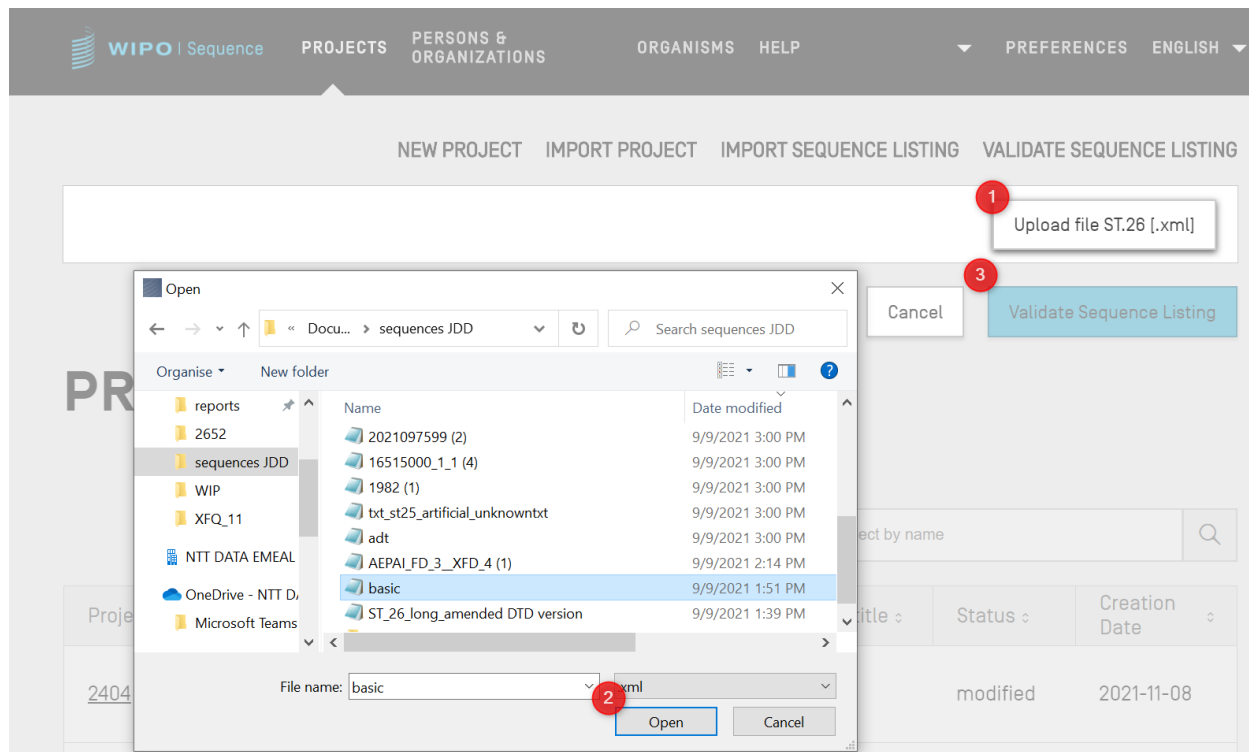 WIPO | Sequence PROJECTS PERSONS & ORGANIZATIONS ORGANISMS HELP PREFERENCES ENGLISH
NEW PROJECT IMPORT PROJECT IMPORT SEQUENCE LISTING VALIDATE SEQUENCE LISTING
1
Upload file ST.26 [.xml]
3
Cancel Validate Sequence Listing
Open
« Docu... > sequences JDD
Search sequences JDD
Organise New folder
PR
reports
2652
sequences JDD
WIP
XFQ_11
NTT DATA EMEAL
OneDrive - NTT D
Microsoft Teams
Name Date modified
2021097599 (2) 9/9/2021 3:00 PM
16515000_1_1 (4) 9/9/2021 3:00 PM
1982 (1) 9/9/2021 3:00 PM
txt_st25_artificial_unknowntxt 9/9/2021 3:00 PM
adt 9/9/2021 3:00 PM
AEPAI_FD_3__XFD_4 (1) 9/9/2021 2:14 PM
basic 9/9/2021 1:51 PM
ST_26_long_amended DTD version 9/9/2021 1:39 PM
File name: basic
.xml
2
Open Cancel
ect by name
Proje title Status Creation Date
2404 modified 2021-11-08